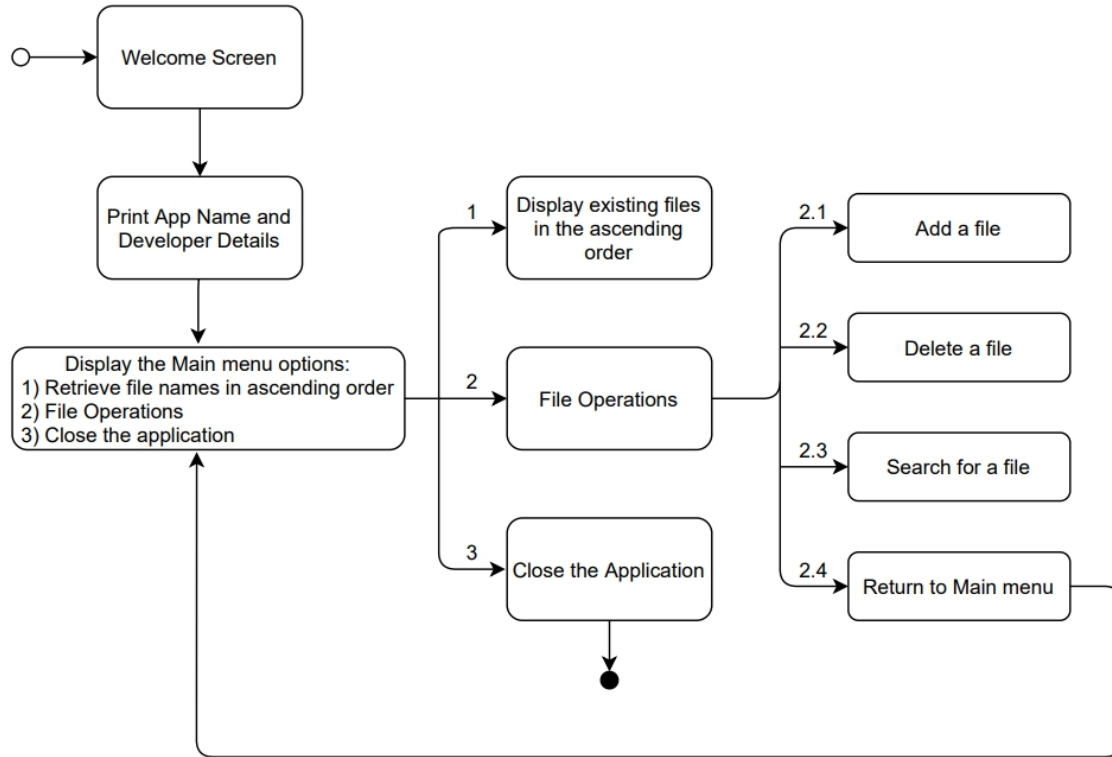 Welcome Screen
Print App Name and
Developer Details
Display the Main menu options:
1) Retrieve file names in ascending order
2) File Operations
3) Close the application
1
Display existing files
in the ascending
order
2
File Operations
3
Close the Application
2.1
Add a file
2.2
Delete a file
2.3
Search for a file
2.4
Return to Main menu